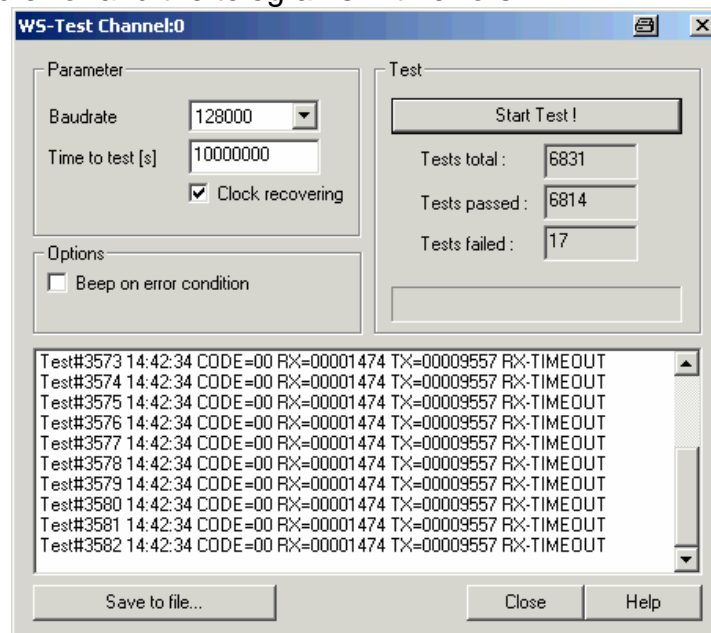 WS-Test Channel:0
Parameter
Baudrate 128000
Time to test [s] 10000000
Clock recovering
Options
Beep on error condition
Test
Start Test !
Tests total : 6831
Tests passed : 6814
Tests failed : 17
Test#3573 14:42:34 CODE=00 RX=00001474 TX=00009557 RX-TIMEOUT
Test#3574 14:42:34 CODE=00 RX=00001474 TX=00009557 RX-TIMEOUT
Test#3575 14:42:34 CODE=00 RX=00001474 TX=00009557 RX-TIMEOUT
Test#3576 14:42:34 CODE=00 RX=00001474 TX=00009557 RX-TIMEOUT
Test#3577 14:42:34 CODE=00 RX=00001474 TX=00009557 RX-TIMEOUT
Test#3578 14:42:34 CODE=00 RX=00001474 TX=00009557 RX-TIMEOUT
Test#3579 14:42:34 CODE=00 RX=00001474 TX=00009557 RX-TIMEOUT
Test#3580 14:42:34 CODE=00 RX=00001474 TX=00009557 RX-TIMEOUT
Test#3581 14:42:34 CODE=00 RX=00001474 TX=00009557 RX-TIMEOUT
Test#3582 14:42:34 CODE=00 RX=00001474 TX=00009557 RX-TIMEOUT
Save to file... Close Help